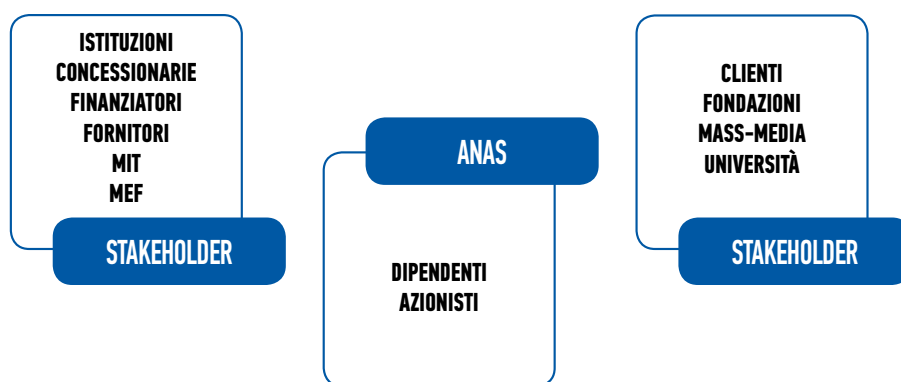 ISTITUZIONI
CONCESSIONARIE
FINANZIATORI
FORNITORI
MIT
MEF
STAKEHOLDER
ANAS
DIPENDENTI
AZIONISTI
CLIENTI
FONDAZIONI
MASS-MEDIA
UNIVERSITÀ
STAKEHOLDER